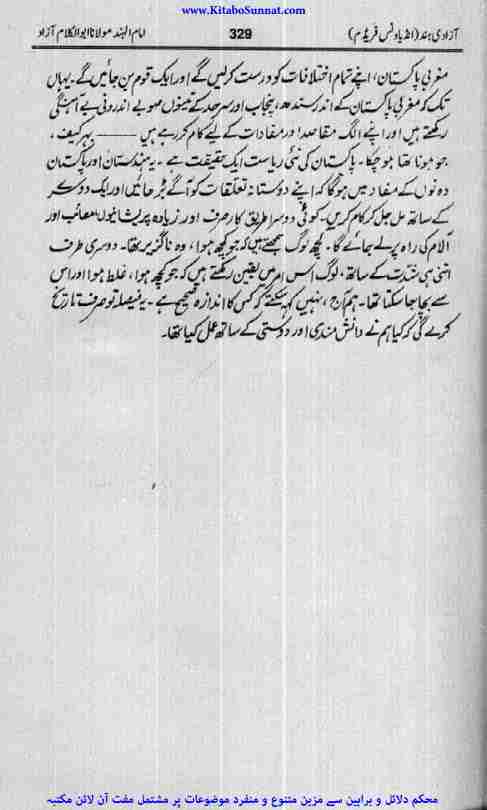 www.KitaboSunnat.com
آزادی ہند (انڈیا ونس فریڈم) 329 امام الہند مولانا ابوالکلام آزاد
مغربی پاکستان، اپنے تمام اختلافات کو درست کرلیں گے اور ایک قوم بن جائیں گے۔ یہاں
تک کو مغربی پاکستان کے اندر سندھ، پنجاب اور سرحد کے تینوں صوبے اندرونی بے آہنگی
رکھتے ہیں اور اپنے الگ مقاصد اور مفادات کے لیے کام کر رہے ہیں ——— بہر کیف،
جو ہونا تھا ہو چکا۔ پاکستان کی نئی ریاست ایک حقیقت ہے۔ یہ ہندستان اور پاکستان
دونوں کے مفاد میں ہوگا کہ اپنے دوستانہ تعلقات کو آگے بڑھائیں اور ایک دوسرے
کے ساتھ مل جل کر کام کریں۔ کوئی دوسرا طریق کار صرف اور زیادہ پریشانیوں مصائب اور
آلام کی راہ پر لے جائے گا۔ کچھ لوگ سمجھتے ہیں کہ جو کچھ ہوا، وہ ناگزیر تھا۔ دوسری طرف
اتنی ہی شدّت کے ساتھ، لوگ اس امر میں یقین رکھتے ہیں کہ جو کچھ ہوا، غلط ہوا اور اس
سے بچا جا سکتا تھا۔ ہم آج، نہیں کہہ سکتے کہ کس کا اندازہ صحیح ہے۔ یہ فیصلہ تو صرف تاریخ
کرے گی کہ کیا ہم نے دانش مندی اور درستی کے ساتھ عمل کیا تھا۔
محکم دلائل و براہین سے مزین متنوع و منفرد موضوعات پر مشتمل مفت آن لائن مکتبہ